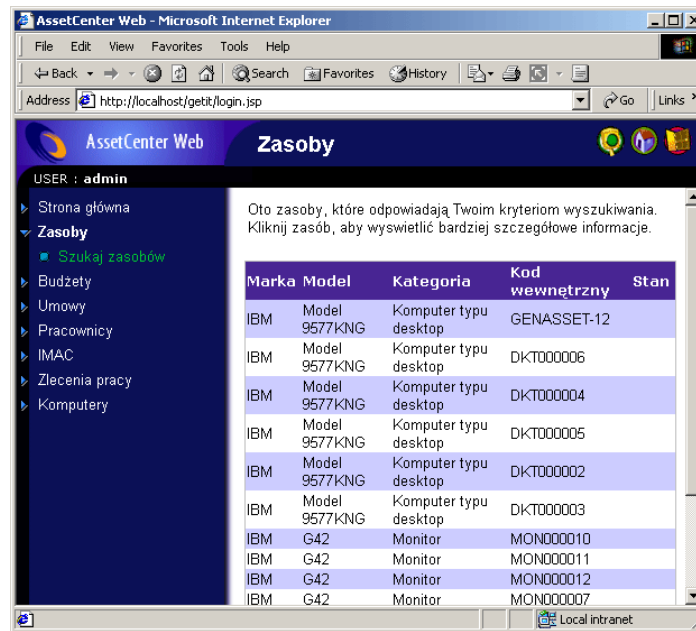 AssetCenter Web - Microsoft Internet Explorer
File Edit View Favorites Tools Help
Back Search Favorites History
Address http://localhost/getit/login.jsp Go Links
AssetCenter Web Zasoby
USER : admin
Strona główna
Zasoby
Szukaj zasobów
Budżety
Umowy
Pracownicy
IMAC
Zlecenia pracy
Komputery
Oto zasoby, które odpowiadają Twoim kryteriom wyszukiwania.
Kliknij zasób, aby wyswietlić bardziej szczegółowe informacje.
Marka Model Kategoria Kod wewnętrzny Stan
IBM Model 9577KNG Komputer typu desktop GENASSET-12
IBM Model 9577KNG Komputer typu desktop DKT000006
IBM Model 9577KNG Komputer typu desktop DKT000004
IBM Model 9577KNG Komputer typu desktop DKT000005
IBM Model 9577KNG Komputer typu desktop DKT000002
IBM Model 9577KNG Komputer typu desktop DKT000003
IBM G42 Monitor MON000010
IBM G42 Monitor MON000011
IBM G42 Monitor MON000012
IBM G42 Monitor MON000007
Local intranet